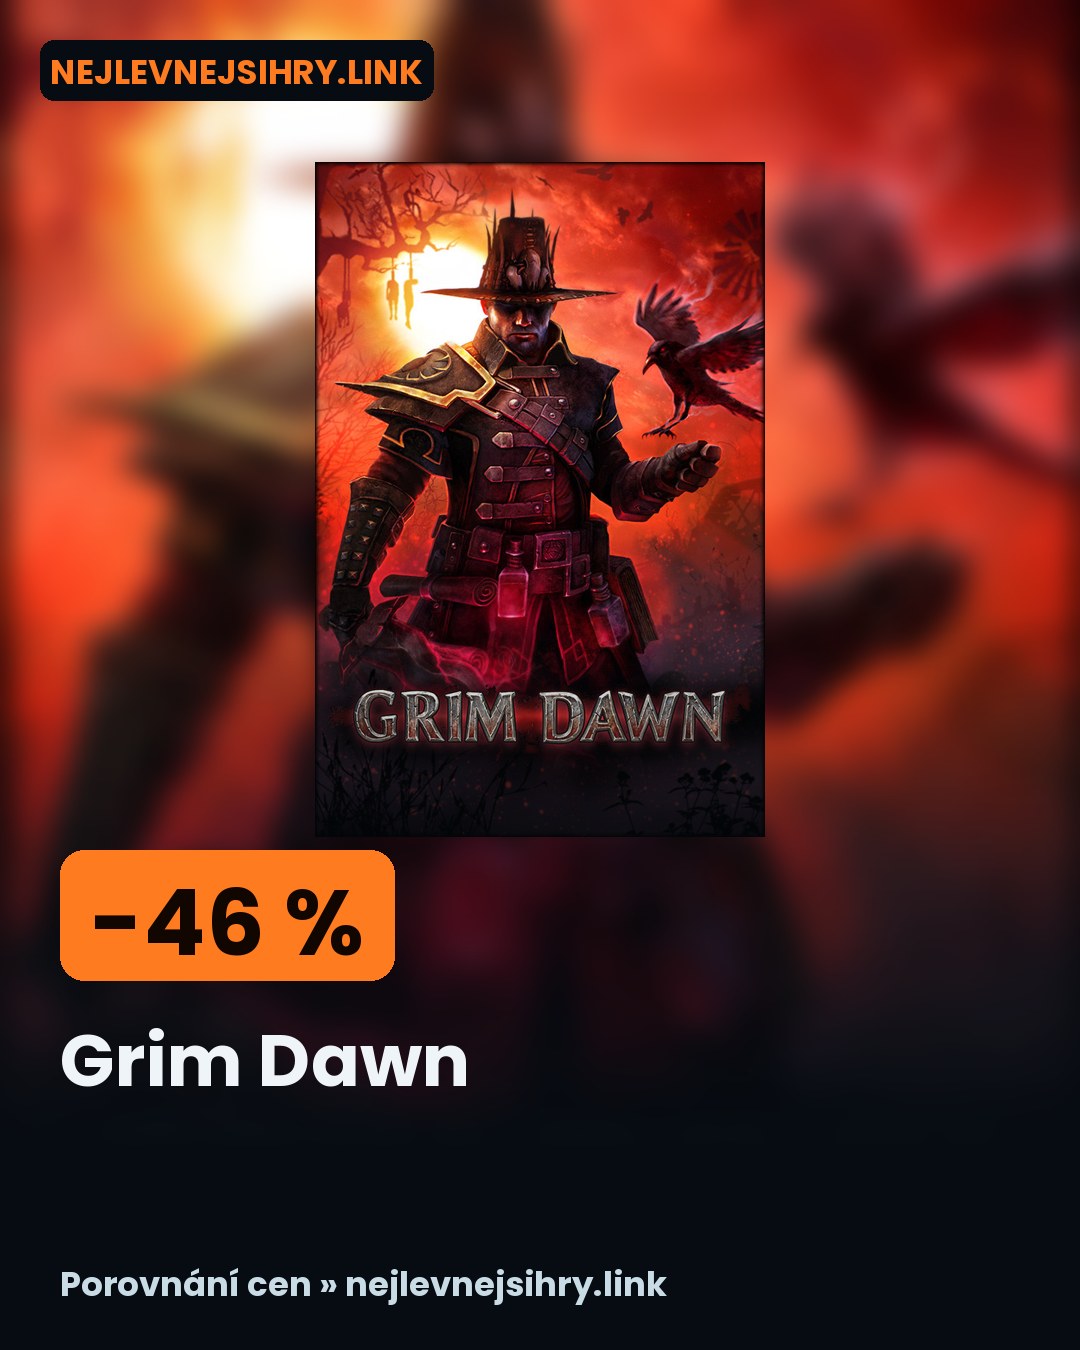 NEJLEVNEJSIHRY.LINK
GRIM DAWN
-46 %
Grim Dawn
Porovnání cen » nejlevnejsihry.link